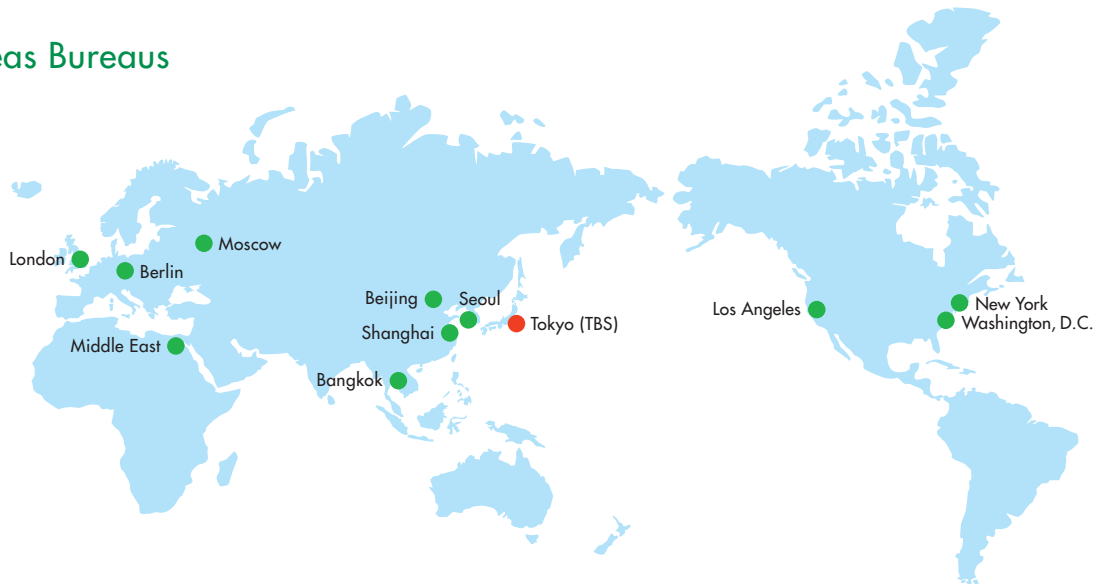 eas Bureaus
London
Moscow
Berlin
Middle East
Beijing
Seoul
Shanghai
Tokyo (TBS)
Bangkok
Los Angeles
New York
Washington, D.C.